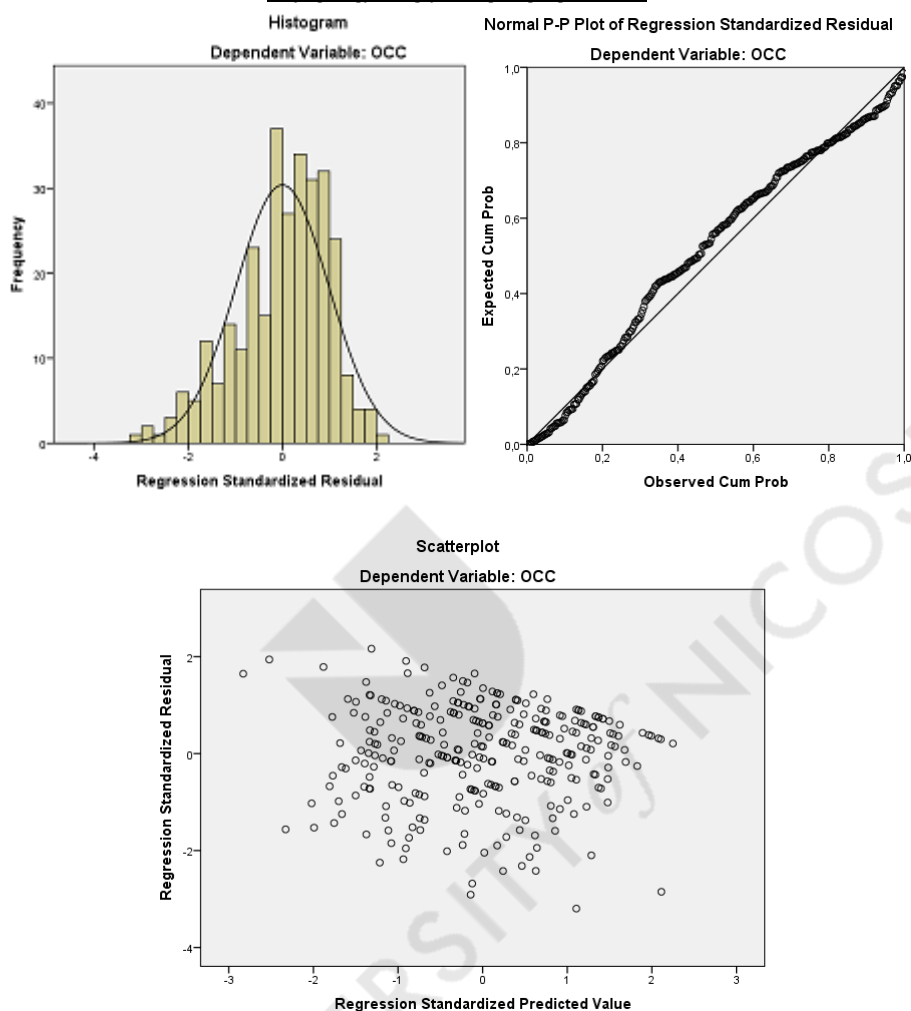 Histogram
Dependent Variable: OCC
40
30
20
10
0
Frequency
-4
-2
0
2
Regression Standardized Residual
Normal P-P Plot of Regression Standardized Residual
Dependent Variable: OCC
1,0
0,8
0,6
0,4
0,2
0,0
Expected Cum Prob
0,0
0,2
0,4
0,6
0,8
1,0
Observed Cum Prob
Scatterplot
Dependent Variable: OCC
2
0
-2
-4
Regression Standardized Residual
-3
-2
-1
0
1
2
3
Regression Standardized Predicted Value
ERSITY of NICOS